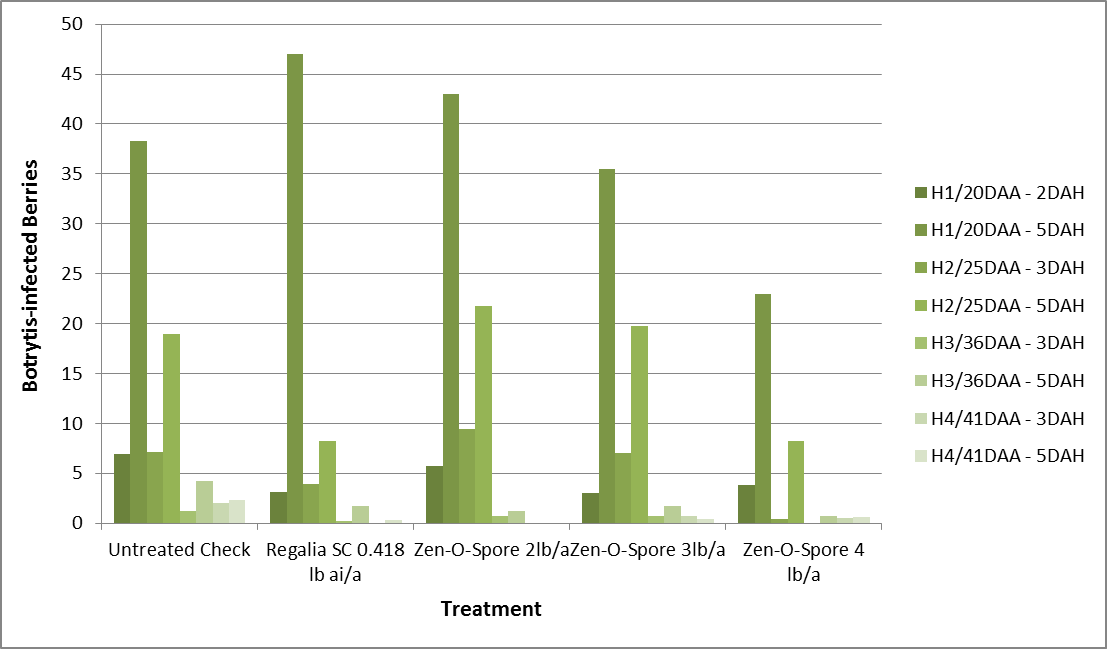 50
45
40
35
30
25
20
15
10
5
0
Botrytis-infected Berries
Untreated Check
Regalia SC 0.418
lb ai/a
Zen-O-Spore 2lb/a
Zen-O-Spore 3lb/a
Zen-O-Spore 4
lb/a
Treatment
H1/20DAA - 2DAH
H1/20DAA - 5DAH
H2/25DAA - 3DAH
H2/25DAA - 5DAH
H3/36DAA - 3DAH
H3/36DAA - 5DAH
H4/41DAA - 3DAH
H4/41DAA - 5DAH